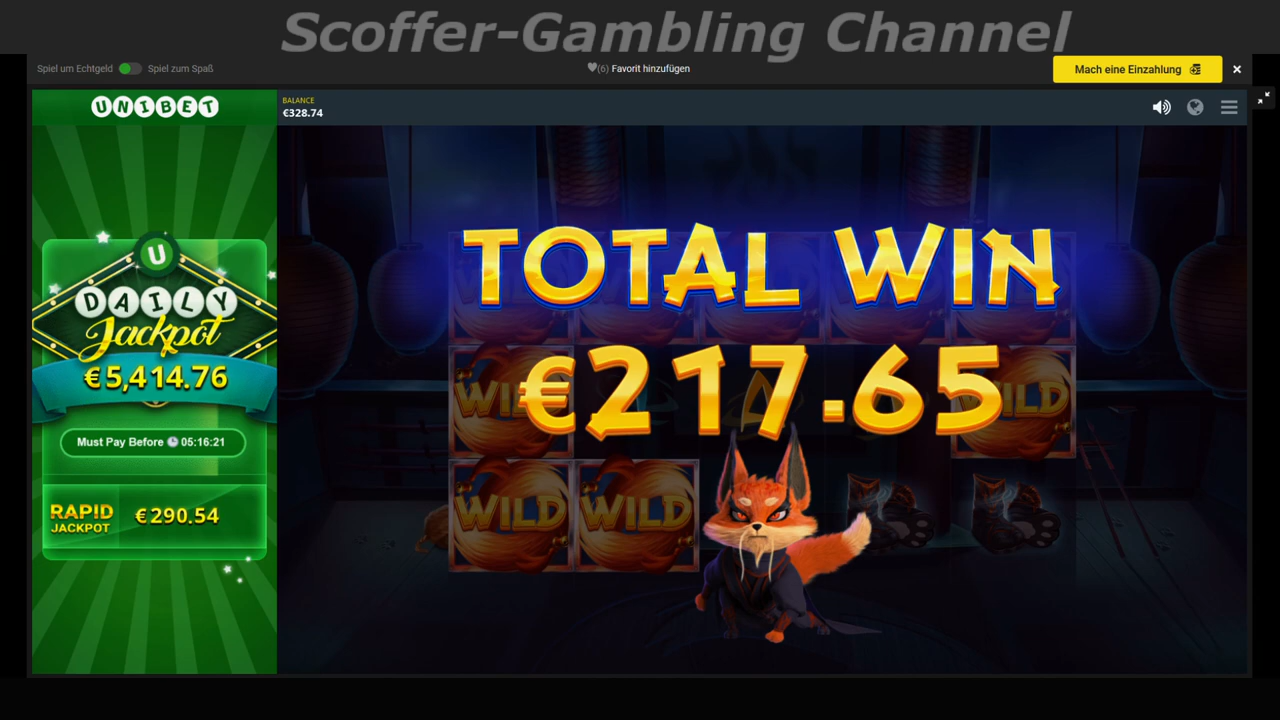 Scoffer-Gambling Channel
Spiel um Echtgeld Spiel zum Spaß
(6) Favorit hinzufügen
Mach eine Einzahlung
UNIBET
BALANCE
€328.74
U
DAILY
Jackpot
€5,414.76
Must Pay Before 05:16:21
RAPID
JACKPOT
€290.54
TOTAL WIN
€217.65
WILD
WILD
WILD WILD